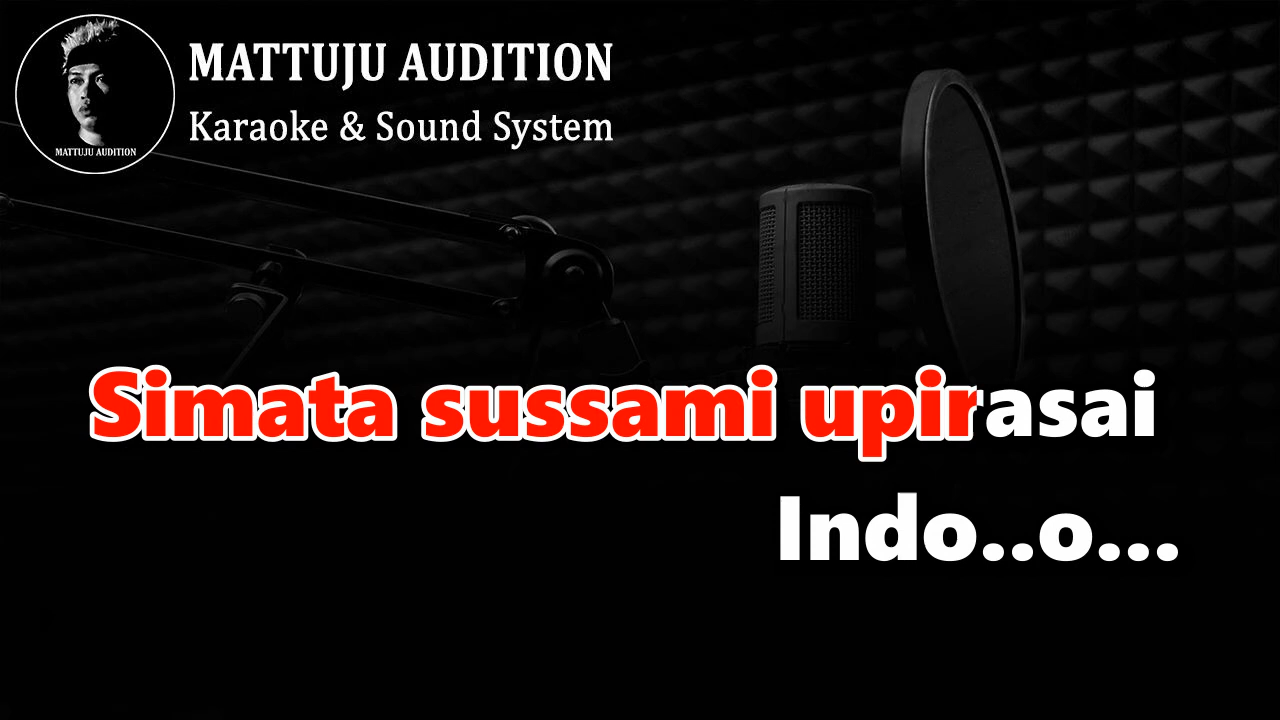 MATTUJU AUDITION
Karaoke & Sound System
MATTUJU AUDITION
Simata sussami upirasai
Indo..o...